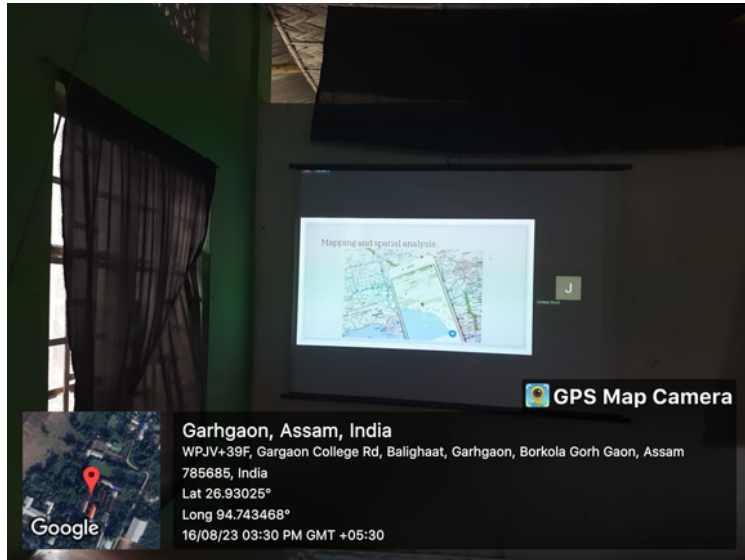 Mapping and spatial analysis
J
GPS Map Camera
Garhgaon, Assam, India
WPJV+39F, Gargaon College Rd, Balighaat, Garhgaon, Borkola Gorh Gaon, Assam
785685, India
Lat 26.93025°
Long 94.743468°
16/08/23 03:30 PM GMT +05:30
Google